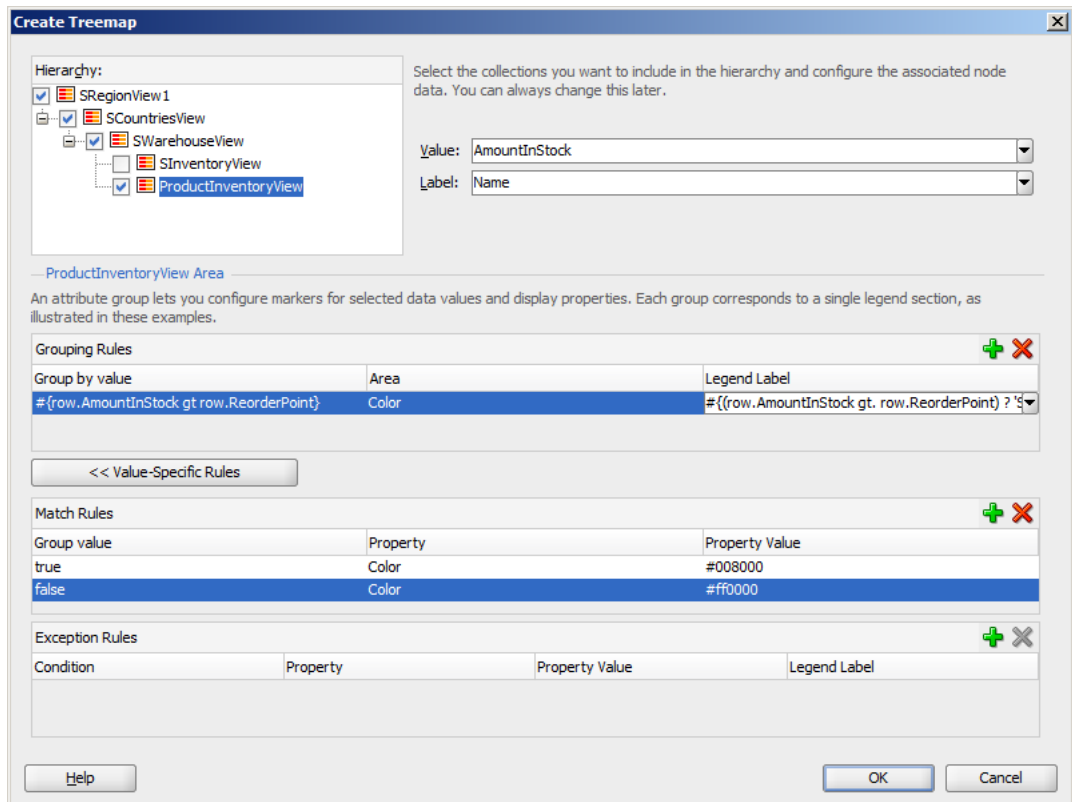 Create Treemap
Hierarchy:
SRegionView1
SCountriesView
SWarehouseView
SInventoryView
ProductInventoryView
Select the collections you want to include in the hierarchy and configure the associated node
data. You can always change this later.
Value: AmountInStock
Label: Name
ProductInventoryView Area
An attribute group lets you configure markers for selected data values and display properties. Each group corresponds to a single legend section, as
illustrated in these examples.
Grouping Rules
Group by value Area Legend Label
#{row.AmountInStock gt row.ReorderPoint} Color #{(row.AmountInStock gt. row.ReorderPoint) ? 'S
<< Value-Specific Rules
Match Rules
Group value Property Property Value
true Color #008000
false Color #ff0000
Exception Rules
Condition Property Property Value Legend Label
Help OK Cancel